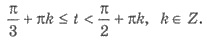 π/3 + πk ≤ t < π/2 + πk, k ∈ Z.